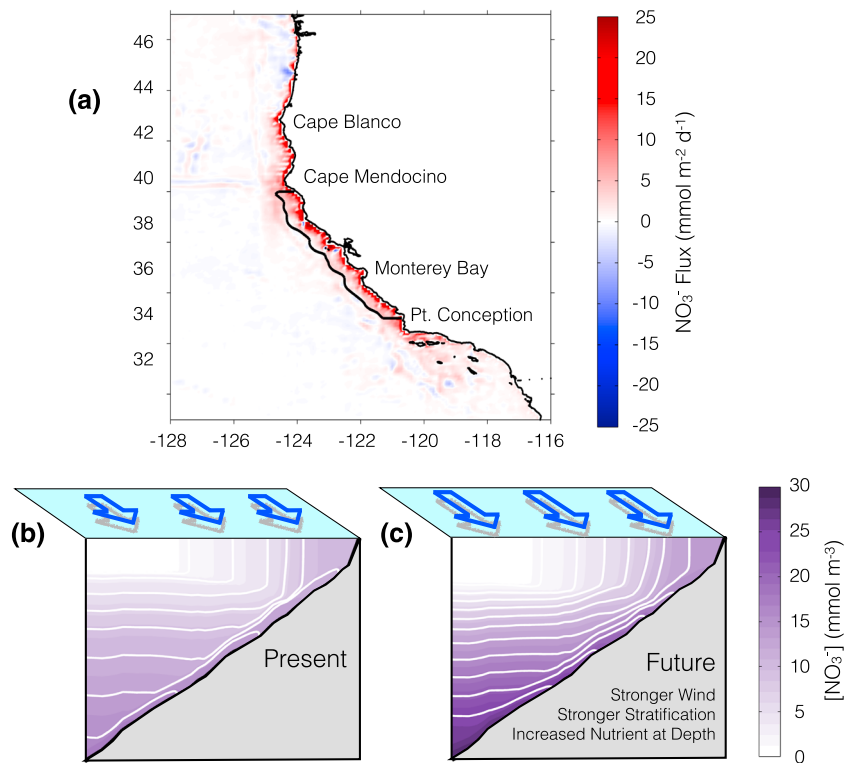 (a)
46
44
42
40
38
36
34
32
-128 -126 -124 -122 -120 -118 -116
Cape Blanco
Cape Mendocino
Monterey Bay
Pt. Conception
25
20
15
10
5
0
-5
-10
-15
-20
-25
NO₃⁻ Flux (mmol m⁻² d⁻¹)
(b)
Present
(c)
Future
Stronger Wind
Stronger Stratification
Increased Nutrient at Depth
30
25
20
15
10
5
0
[NO₃⁻] (mmol m⁻³)